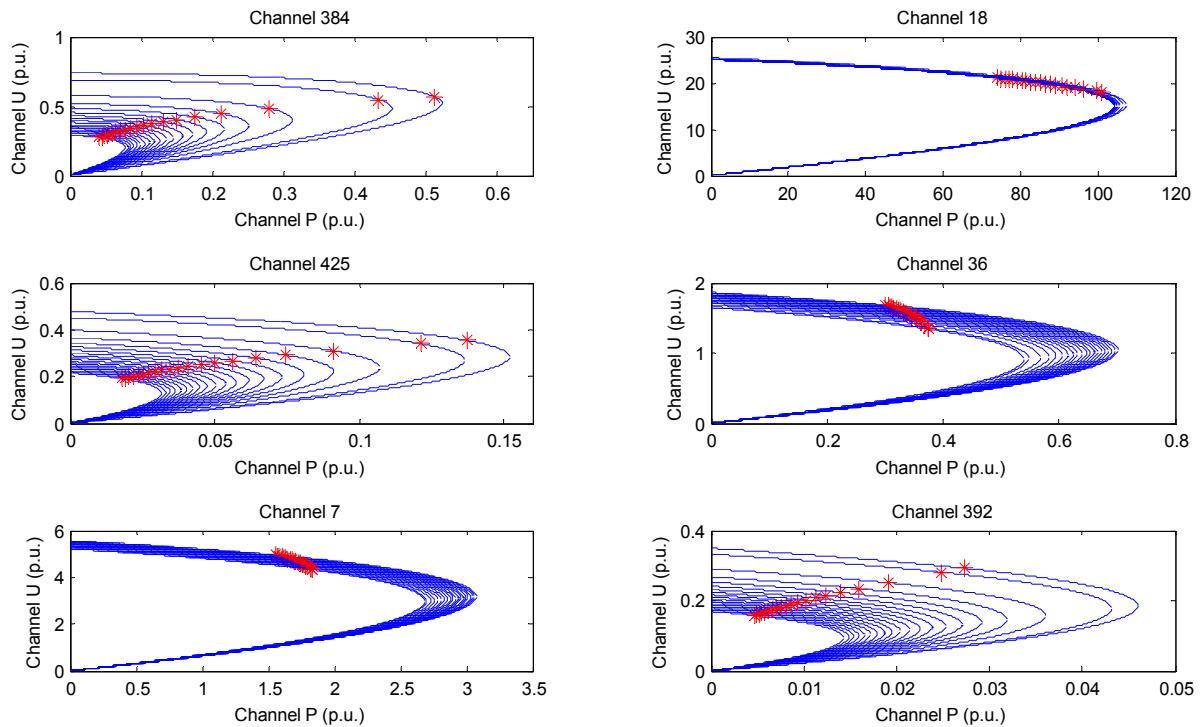 Channel 384
Channel U (p.u.)
1
0.5
0
0 0.1 0.2 0.3 0.4 0.5 0.6
Channel P (p.u.)
Channel 18
Channel U (p.u.)
30
20
10
0
0 20 40 60 80 100 120
Channel P (p.u.)
Channel 425
Channel U (p.u.)
0.6
0.4
0.2
0
0 0.05 0.1 0.15
Channel P (p.u.)
Channel 36
Channel U (p.u.)
2
1
0
0 0.2 0.4 0.6 0.8
Channel P (p.u.)
Channel 7
Channel U (p.u.)
6
4
2
0
0 0.5 1 1.5 2 2.5 3 3.5
Channel P (p.u.)
Channel 392
Channel U (p.u.)
0.4
0.2
0
0 0.01 0.02 0.03 0.04 0.05
Channel P (p.u.)